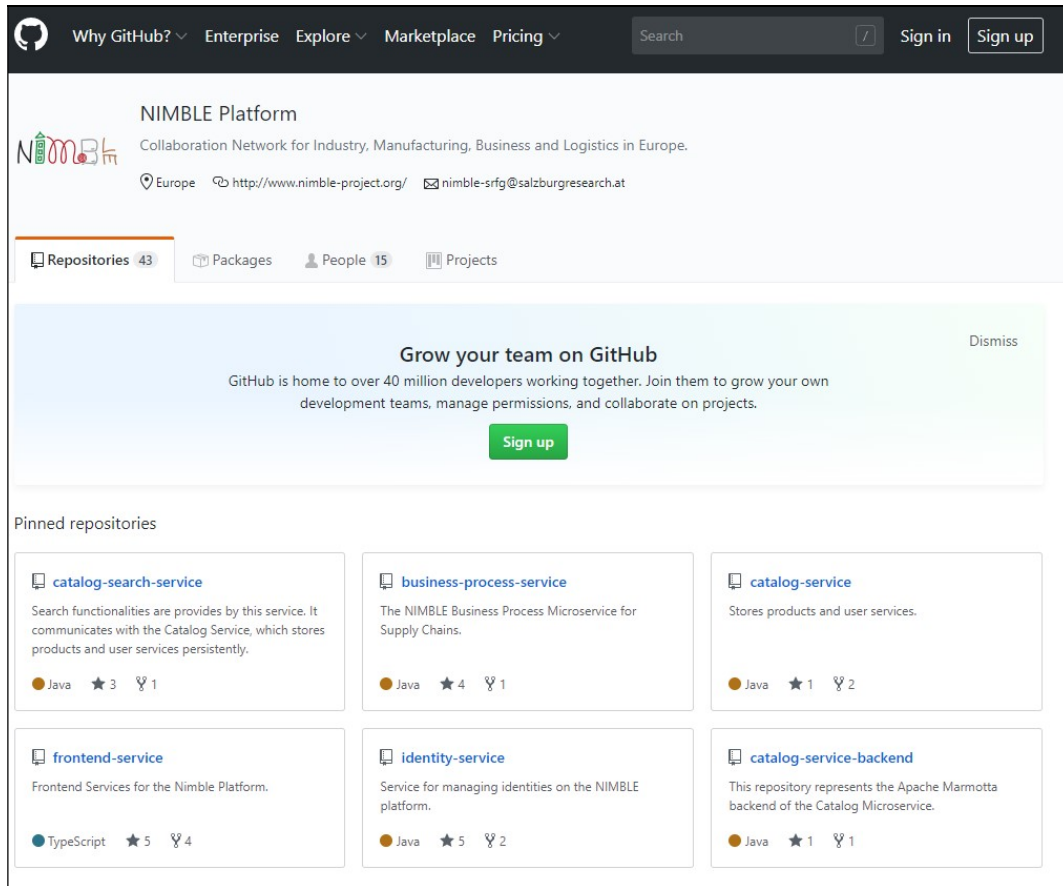 Why GitHub? Enterprise Explore Marketplace Pricing Search / Sign in Sign up
NIMBLE Platform
NIMBLE
Collaboration Network for Industry, Manufacturing, Business and Logistics in Europe.
Europe http://www.nimble-project.org/ nimble-srfg@salzburgresearch.at
Repositories 43 Packages People 15 Projects
Dismiss
Grow your team on GitHub
GitHub is home to over 40 million developers working together. Join them to grow your own
development teams, manage permissions, and collaborate on projects.
Sign up
Pinned repositories
catalog-search-service
Search functionalities are provides by this service. It
communicates with the Catalog Service, which stores
products and user services persistently.
Java 3 1
business-process-service
The NIMBLE Business Process Microservice for
Supply Chains.
Java 4 1
catalog-service
Stores products and user services.
Java 1 2
frontend-service
Frontend Services for the Nimble Platform.
TypeScript 5 4
identity-service
Service for managing identities on the NIMBLE
platform.
Java 5 2
catalog-service-backend
This repository represents the Apache Marmotta
backend of the Catalog Microservice.
Java 1 1